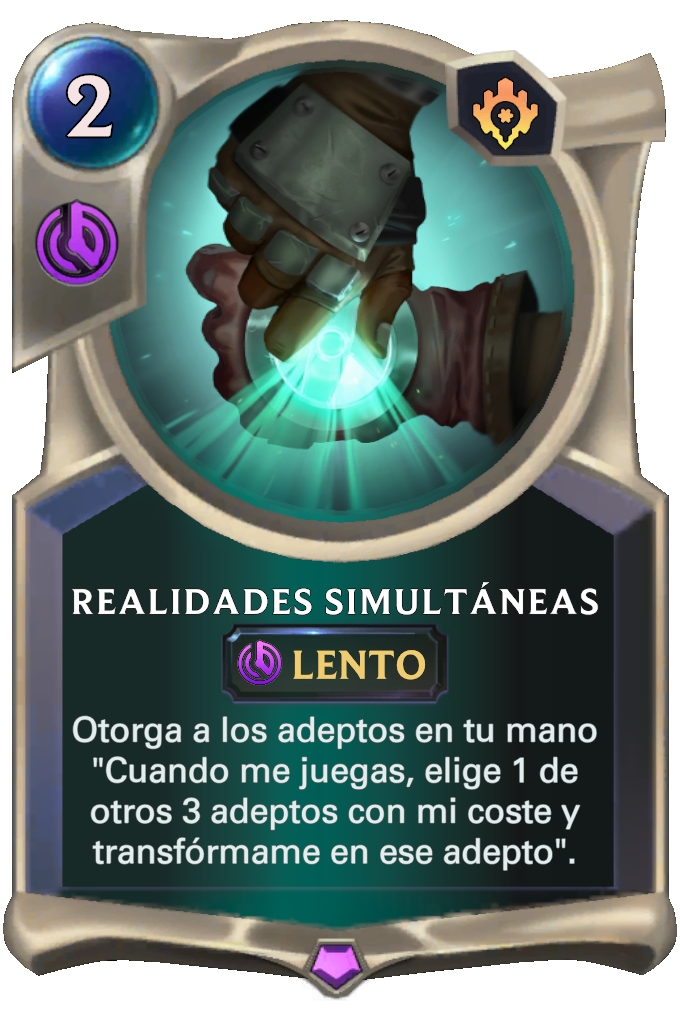 2
REALIDADES SIMULTÁNEAS
LENTO
Otorga a los adeptos en tu mano
"Cuando me juegas, elige 1 de
otros 3 adeptos con mi coste y
transfórmame en ese adepto".